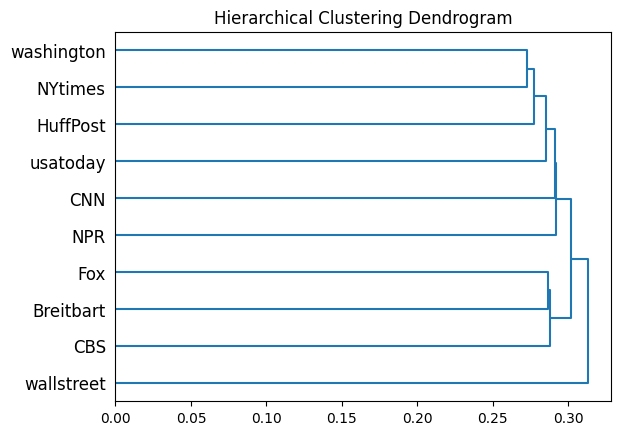 Hierarchical Clustering Dendrogram
washington
NYtimes
HuffPost
usatoday
CNN
NPR
Fox
Breitbart
CBS
wallstreet
0.00 0.05 0.10 0.15 0.20 0.25 0.30